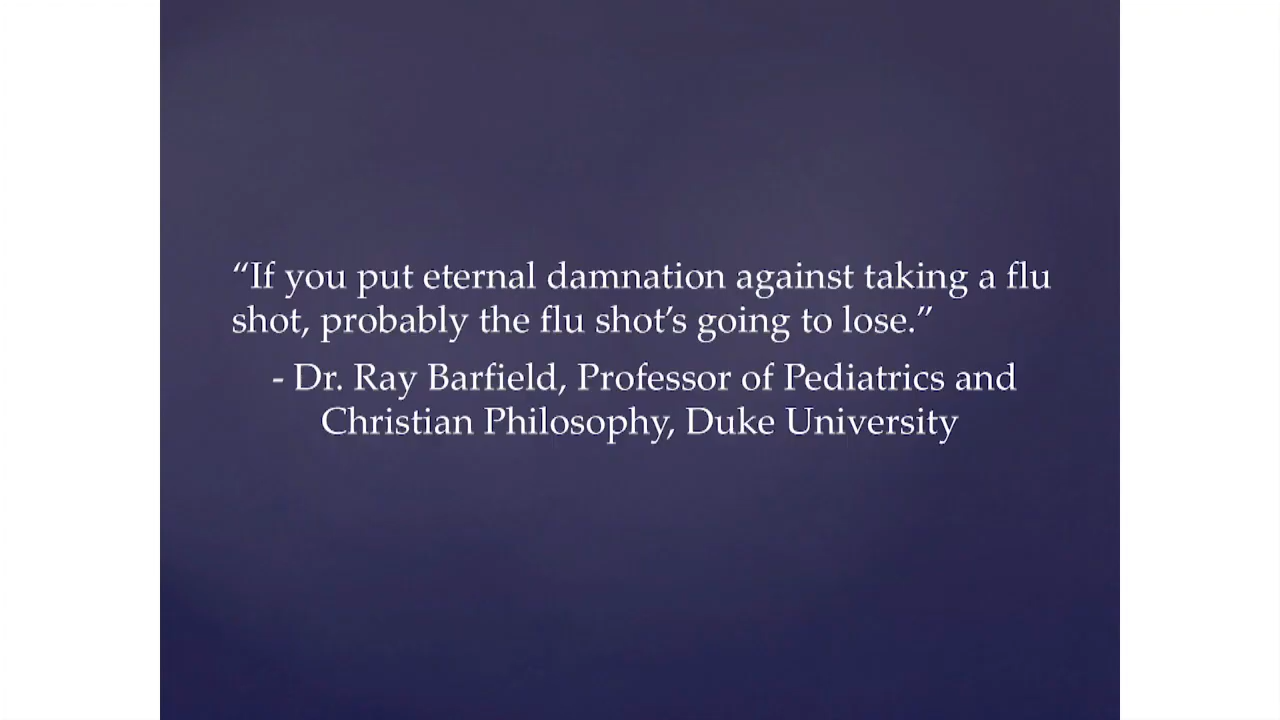 “If you put eternal damnation against taking a flu
shot, probably the flu shot’s going to lose.”
- Dr. Ray Barfield, Professor of Pediatrics and
Christian Philosophy, Duke University